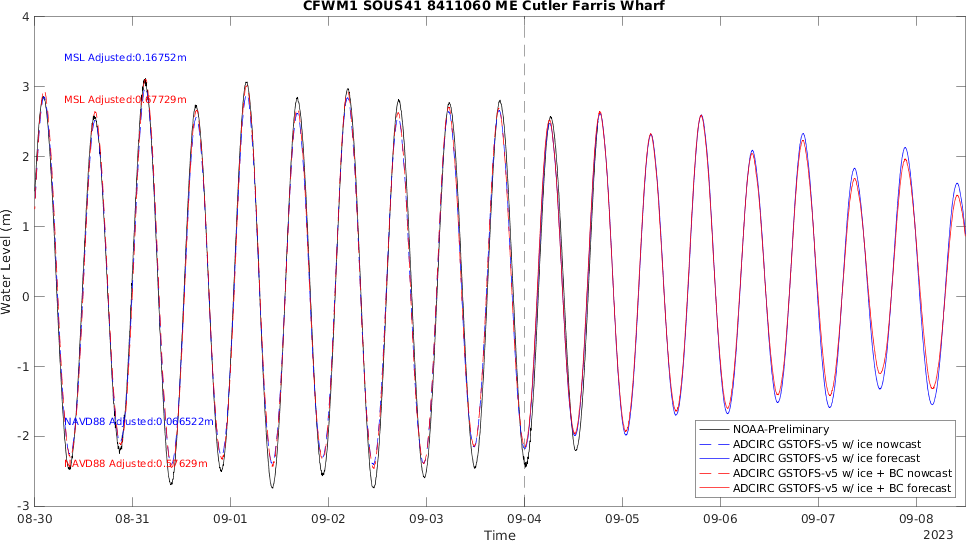 CFWM1 SOUS41 8411060 ME Cutler Farris Wharf
4
3
2
1
0
-1
-2
-3
Water Level (m)
MSL Adjusted:0.16752m
MSL Adjusted:0.67729m
NAVD88 Adjusted:0.066522m
NAVD88 Adjusted:0.57629m
NOAA-Preliminary
ADCIRC GSTOFS-v5 w/ ice nowcast
ADCIRC GSTOFS-v5 w/ ice forecast
ADCIRC GSTOFS-v5 w/ ice + BC nowcast
ADCIRC GSTOFS-v5 w/ ice + BC forecast
08-30 08-31 09-01 09-02 09-03 09-04 09-05 09-06 09-07 09-08
Time
2023